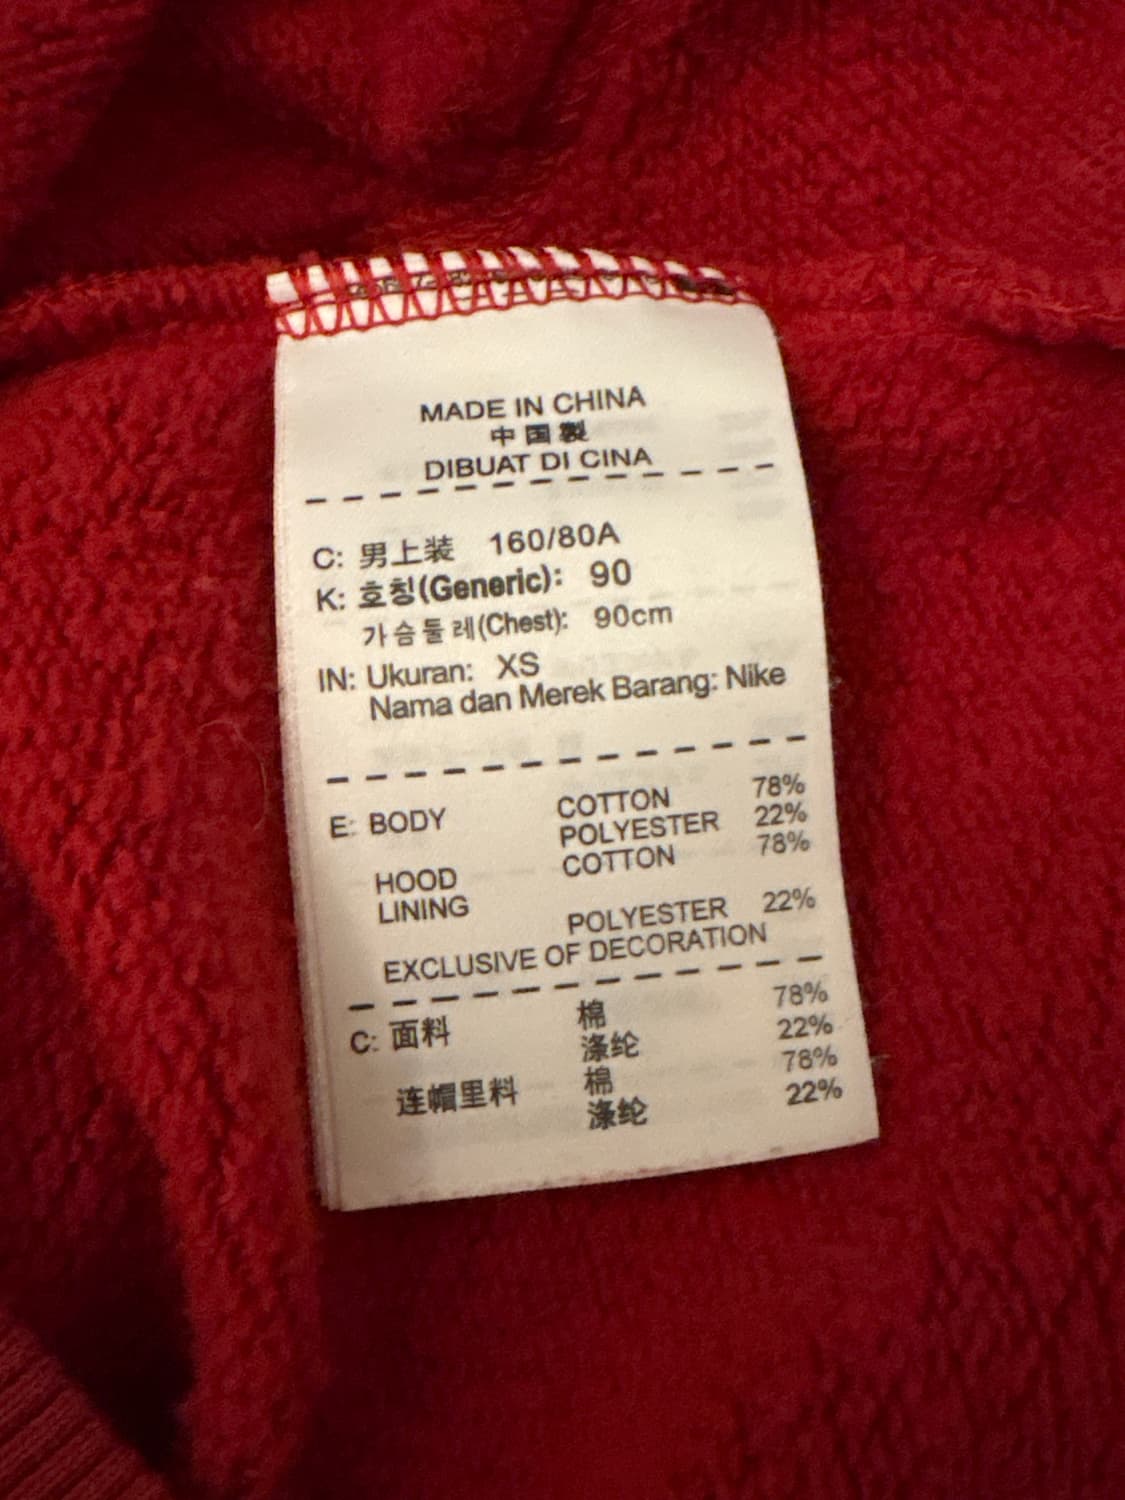 MADE IN CHINA
中国製
DIBUAT DI CINA
C: 男上装 160/80A
K: 호칭(Generic): 90
가슴둘레(Chest): 90cm
IN: Ukuran: XS
Nama dan Merek Barang: Nike
E: BODY COTTON 78%
POLYESTER 22%
HOOD COTTON 78%
LINING
POLYESTER 22%
EXCLUSIVE OF DECORATION
C: 面料 棉 78%
涤纶 22%
连帽里料 棉 78%
涤纶 22%